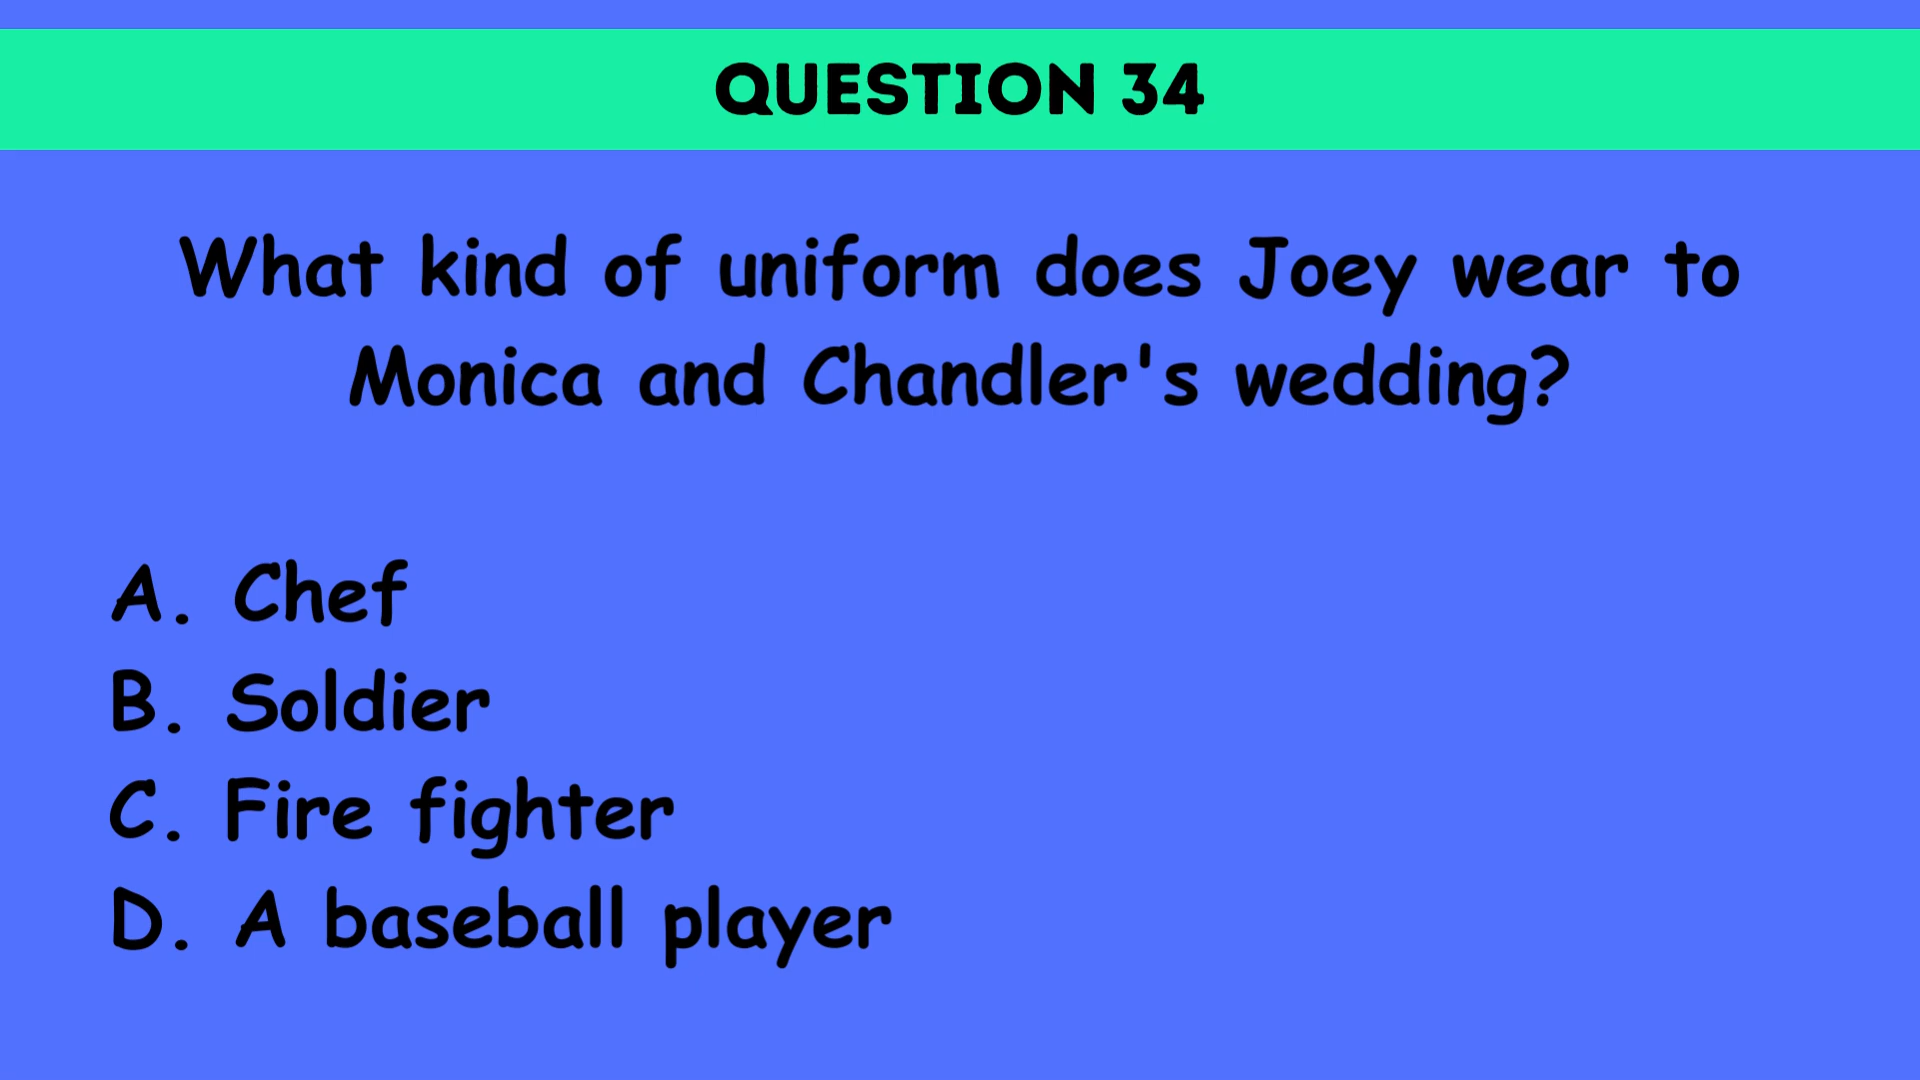 QUESTION 34
What kind of uniform does Joey wear to
Monica and Chandler's wedding?
A. Chef
B. Soldier
C. Fire fighter
D. A baseball player